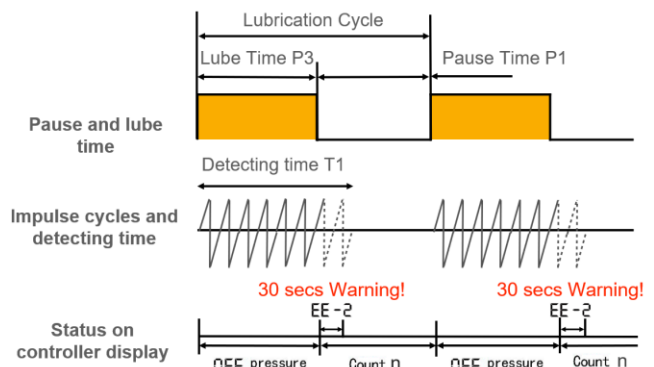 Lubrication Cycle
Lube Time P3
Pause Time P1
Pause and lube
time
Detecting time T1
Impulse cycles and
detecting time
30 secs Warning!
30 secs Warning!
EE-2
EE-2
Status on
controller display
OFF pressure
Count n
OFF pressure
Count n